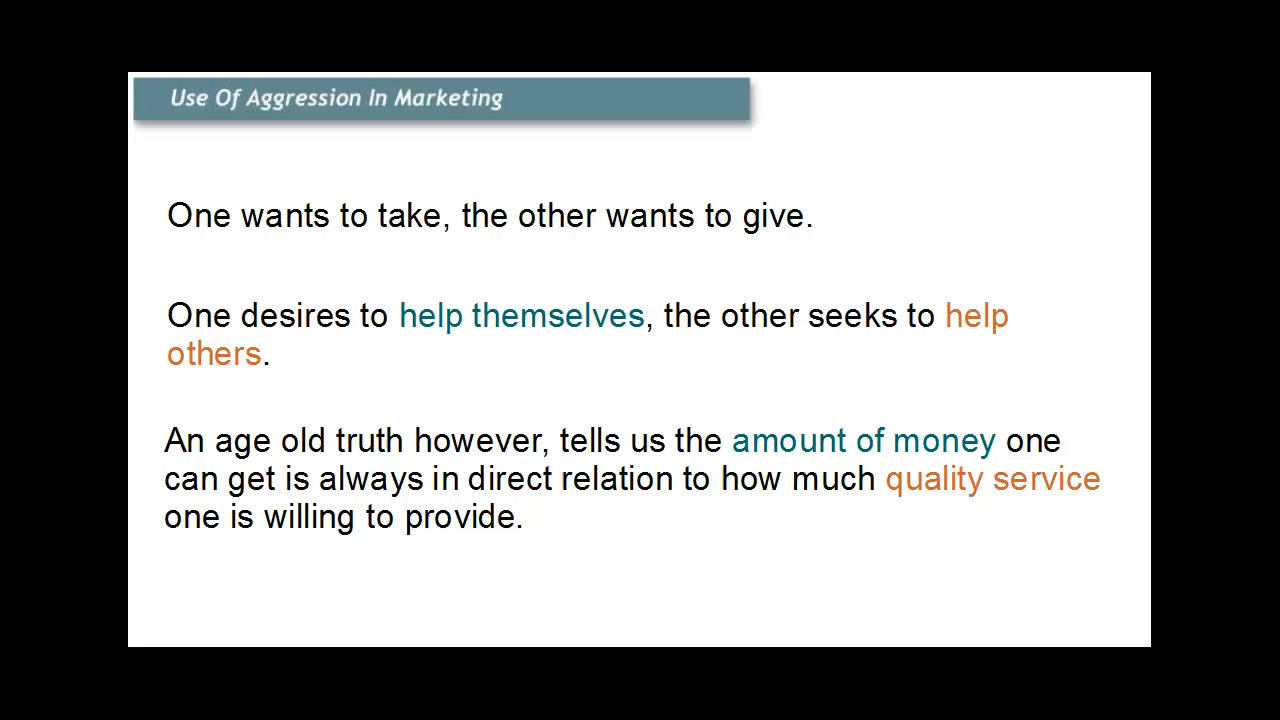 Use Of Aggression In Marketing
One wants to take, the other wants to give.
One desires to help themselves, the other seeks to help
others.
An age old truth however, tells us the amount of money one
can get is always in direct relation to how much quality service
one is willing to provide.